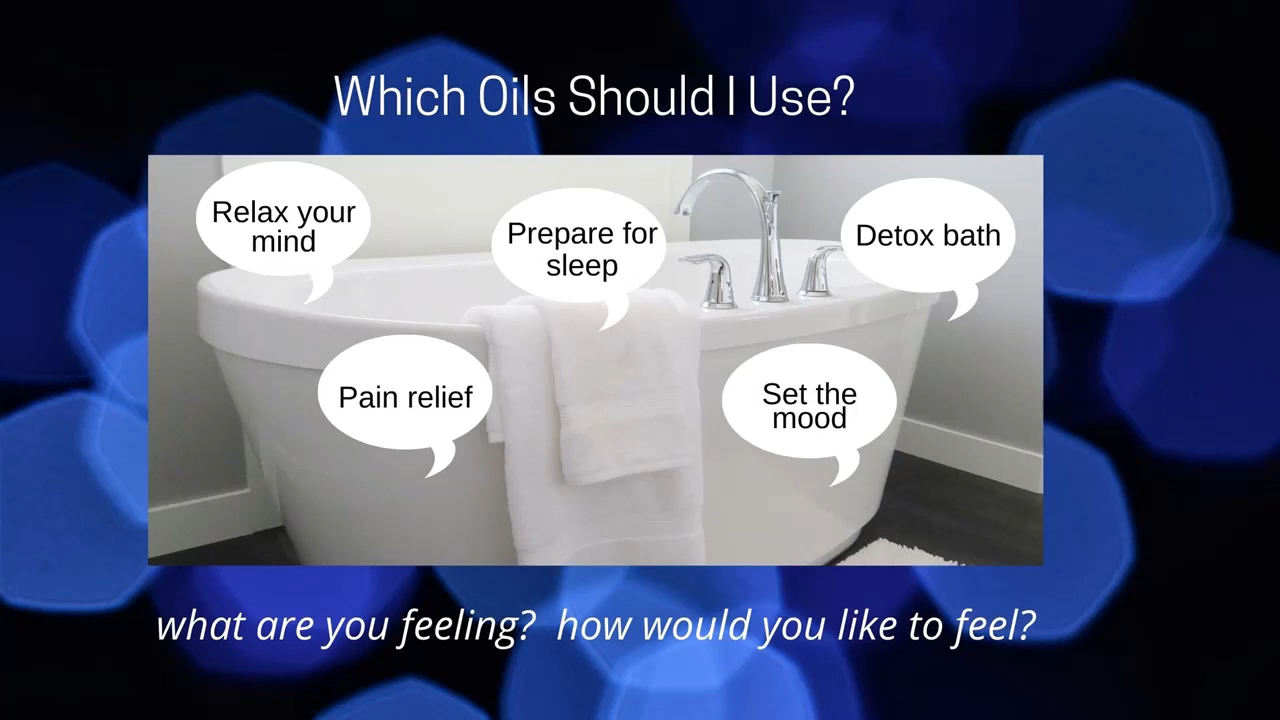 Which Oils Should I Use?
Relax your
mind
Prepare for
sleep
Detox bath
Pain relief
Set the
mood
what are you feeling?  how would you like to feel?